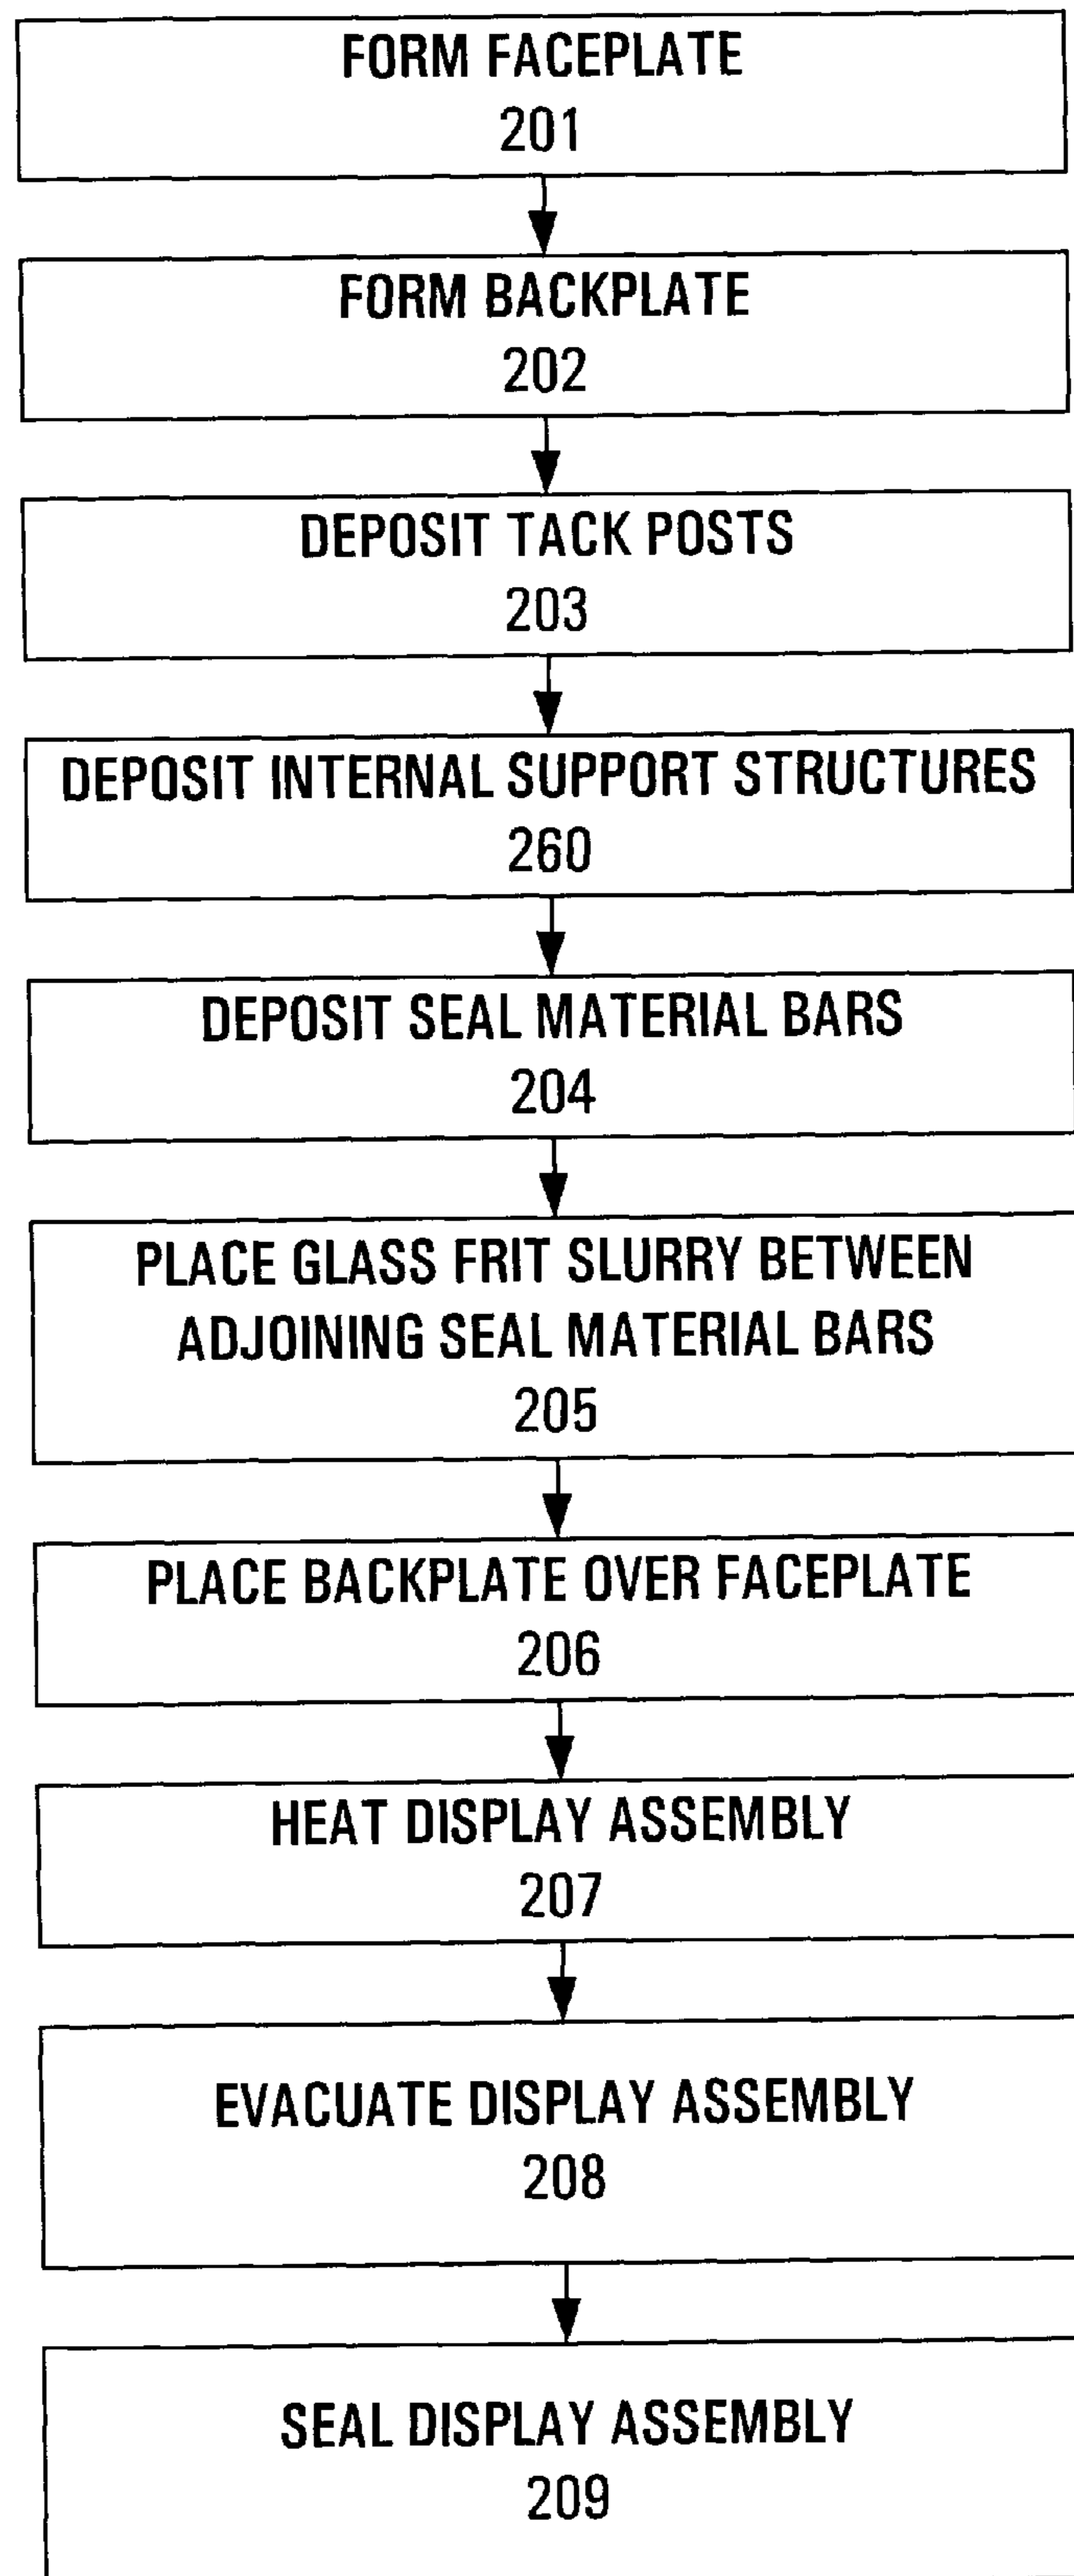 FORM FACEPLATE
201
FORM BACKPLATE
202
DEPOSIT TACK POSTS
203
DEPOSIT INTERNAL SUPPORT STRUCTURES
260
DEPOSIT SEAL MATERIAL BARS
204
PLACE GLASS FRIT SLURRY BETWEEN
ADJOINING SEAL MATERIAL BARS
205
PLACE BACKPLATE OVER FACEPLATE
206
HEAT DISPLAY ASSEMBLY
207
EVACUATE DISPLAY ASSEMBLY
208
SEAL DISPLAY ASSEMBLY
209